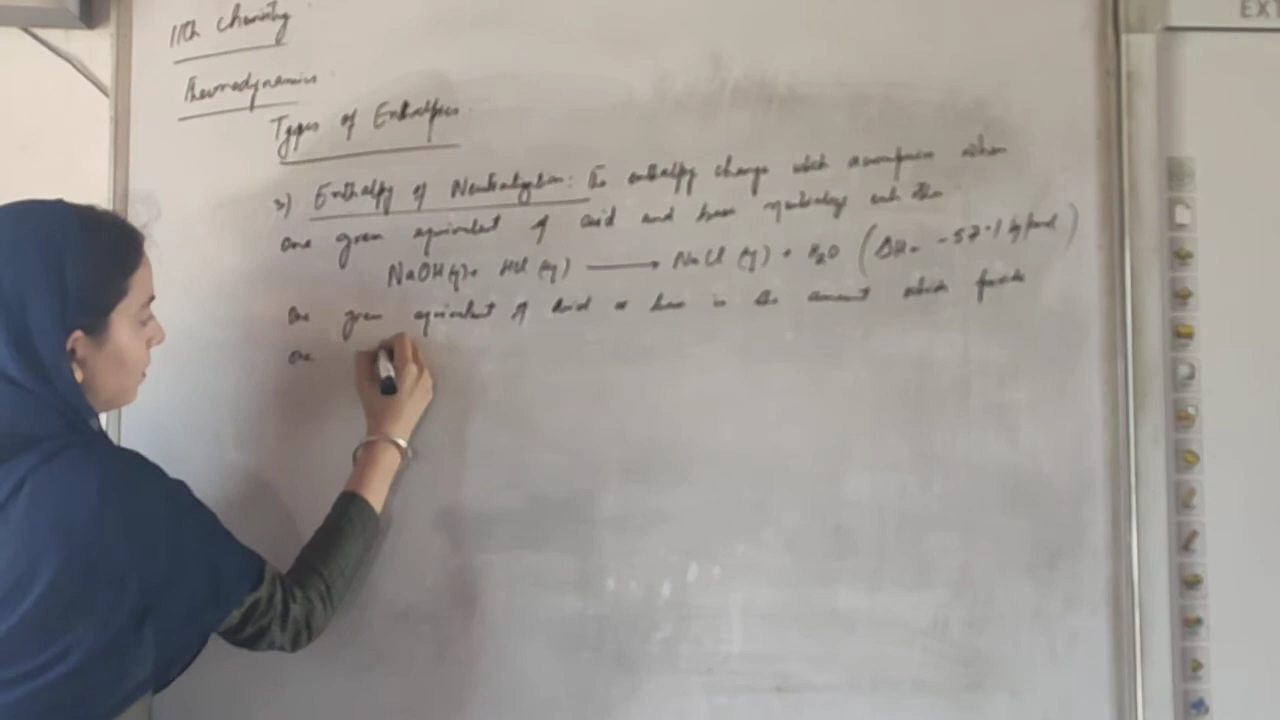 11th chemistry
Thermodynamics
Types of Enthalpies
3) Enthalpy of Neutralization: The enthalpy change which accompanies when
one gram equivalent of acid and base neutralize each other
NaOH (aq) + HCl (aq) ⟶ NaCl (aq) + H₂O (ΔH = -57.1 kJ/mol)
One gram equivalent of Acid or base is the amount which
one
EXT